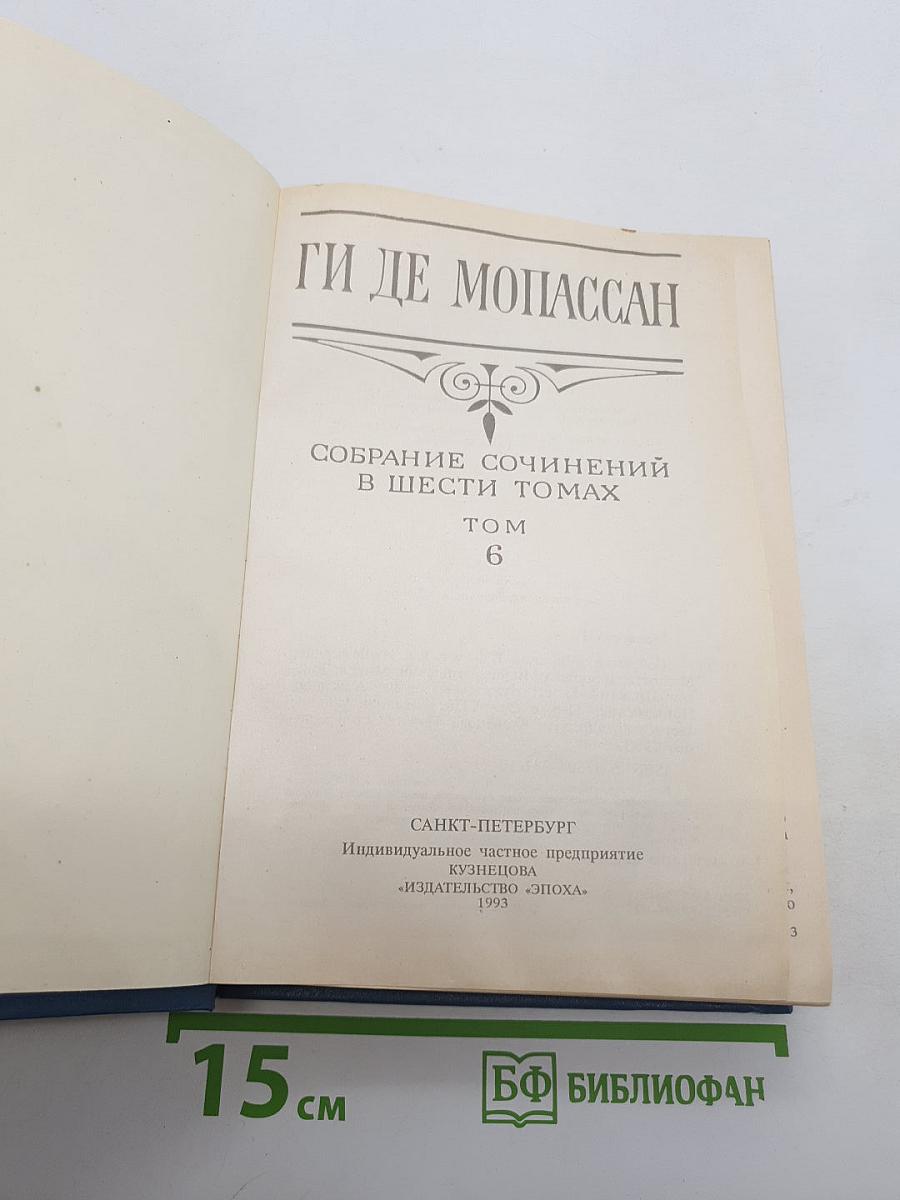 ГИ ДЕ МОПАССАН
СОБРАНИЕ СОЧИНЕНИЙ
В ШЕСТИ ТОМАХ
ТОМ
6
САНКТ-ПЕТЕРБУРГ
Индивидуальное частное предприятие
КУЗНЕЦОВА
«ИЗДАТЕЛЬСТВО «ЭПОХА»
1993
3
15 см
БФ БИБЛИОФАН